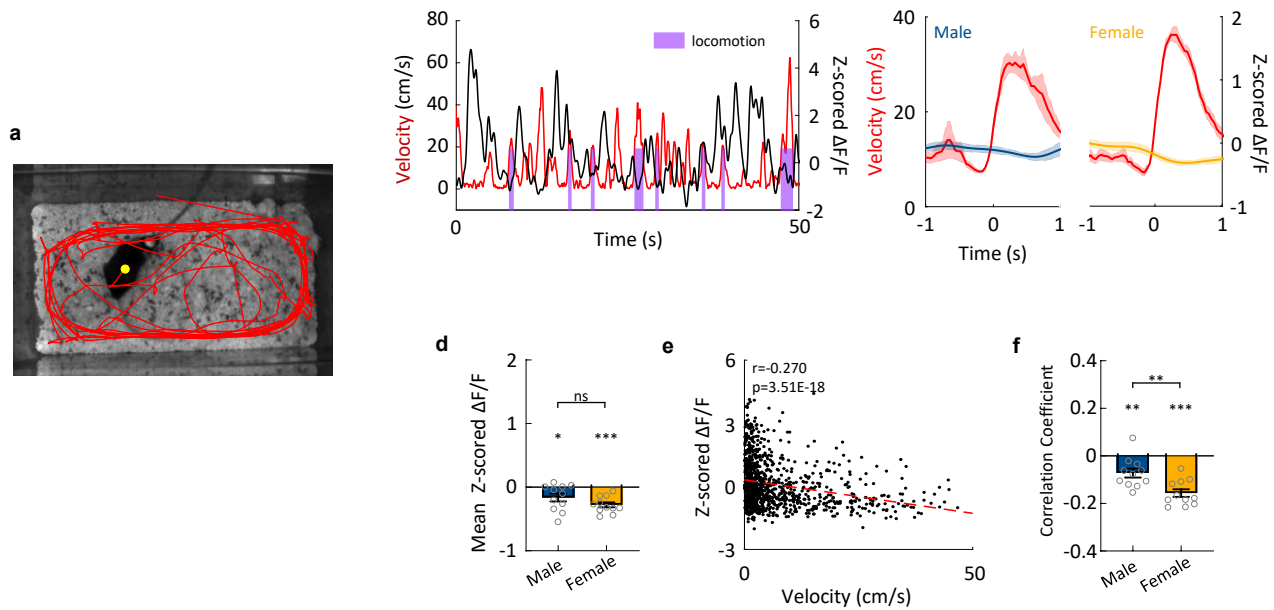 a
80
60
40
20
0
Velocity (cm/s)
0
50
Time (s)
locomotion
6
4
2
0
-2
Z-scored ΔF/F
40
20
0
Velocity (cm/s)
Male
-1
0
1
Time (s)
Female
-1
0
1
2
1
0
-1
Z-scored ΔF/F
d
2
1
0
-1
Mean Z-scored ΔF/F
ns
*
***
Male
Female
e
r=-0.270
p=3.51E-18
6
3
0
-3
Z-scored ΔF/F
0
50
Velocity (cm/s)
f
0.4
0.2
0
-0.2
-0.4
Correlation Coefficient
**
**
***
Male
Female